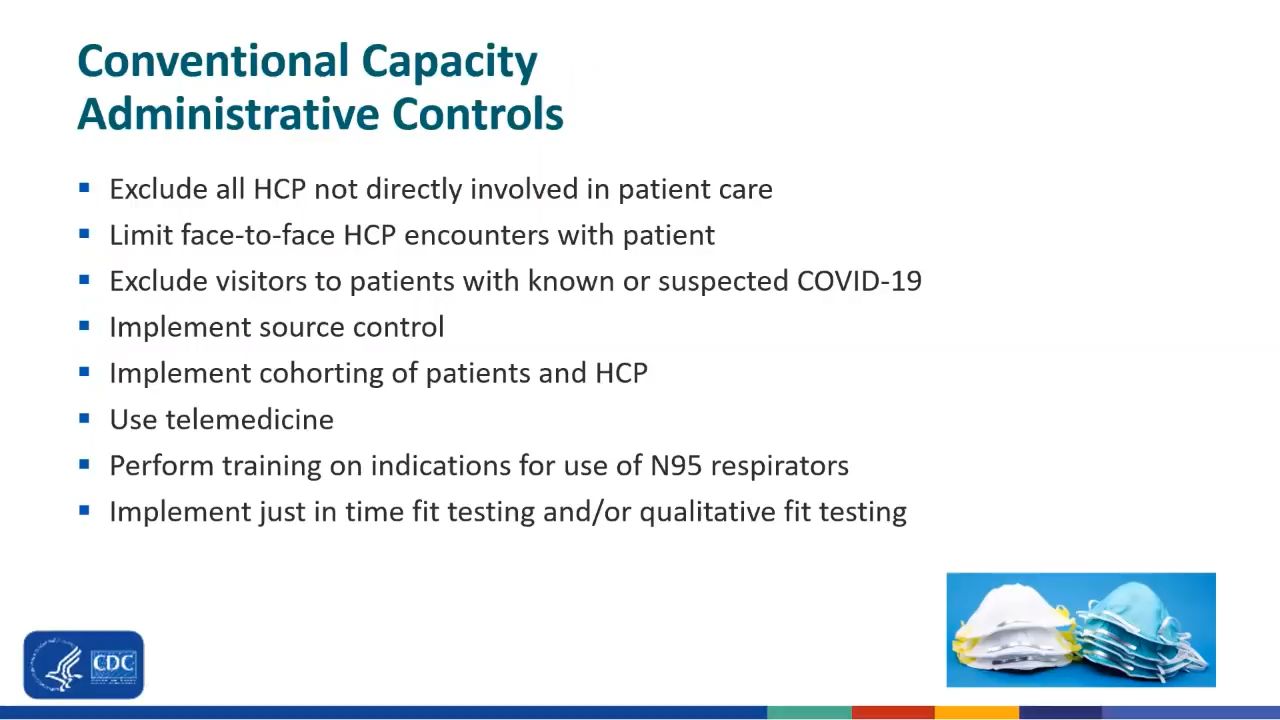 Conventional Capacity
Administrative Controls
▪ Exclude all HCP not directly involved in patient care
▪ Limit face-to-face HCP encounters with patient
▪ Exclude visitors to patients with known or suspected COVID-19
▪ Implement source control
▪ Implement cohorting of patients and HCP
▪ Use telemedicine
▪ Perform training on indications for use of N95 respirators
▪ Implement just in time fit testing and/or qualitative fit testing
CDC